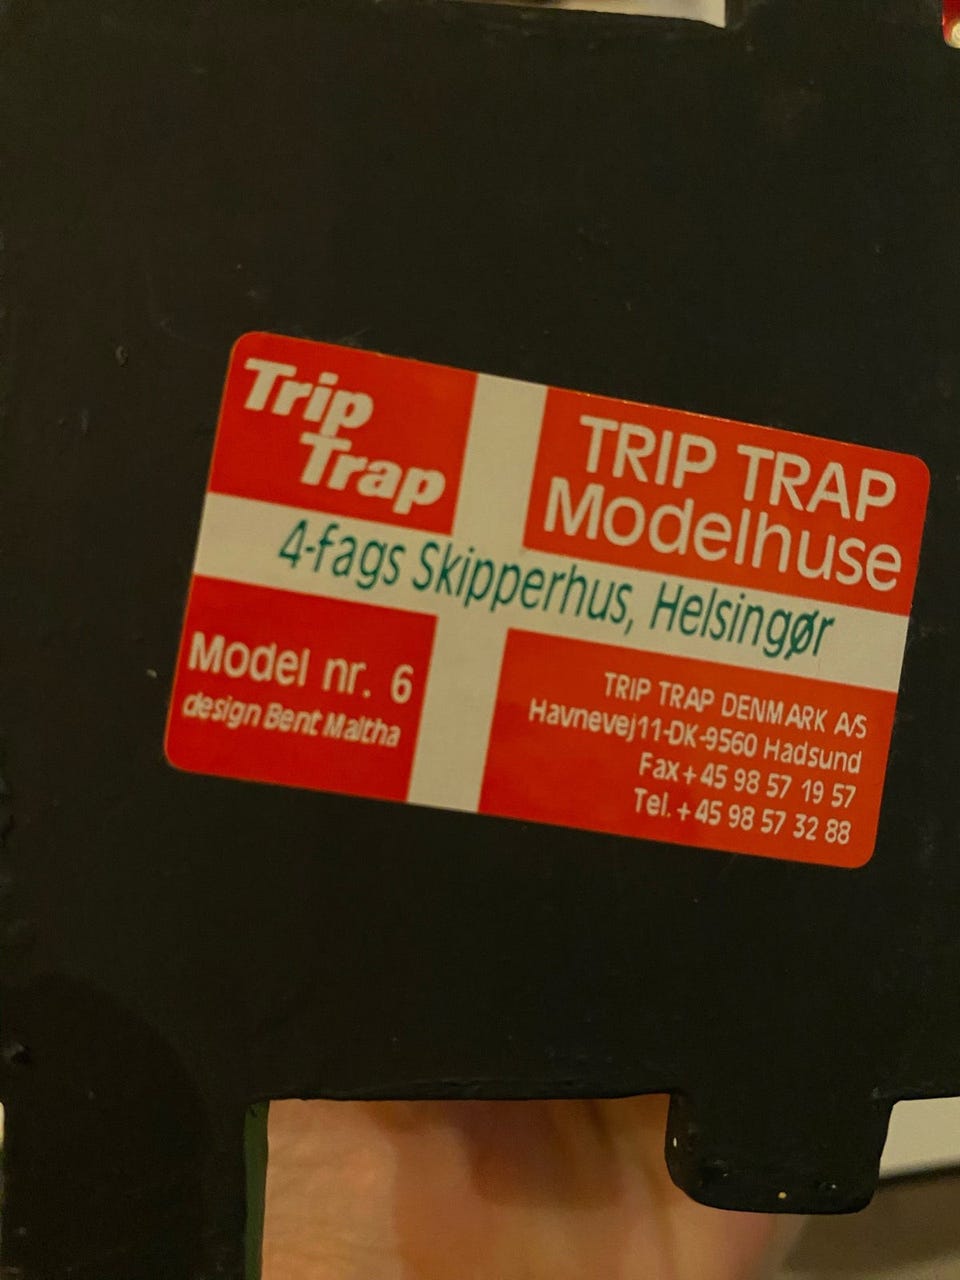 Trip
Trap
TRIP TRAP
Modelhuse
4-fags Skipperhus, Helsingør
Model nr. 6
design Bent Maltha
TRIP TRAP DENMARK A/S
Havnevej11-DK-9560 Hadsund
Fax+45 98 57 19 57
Tel.+45 98 57 32 88